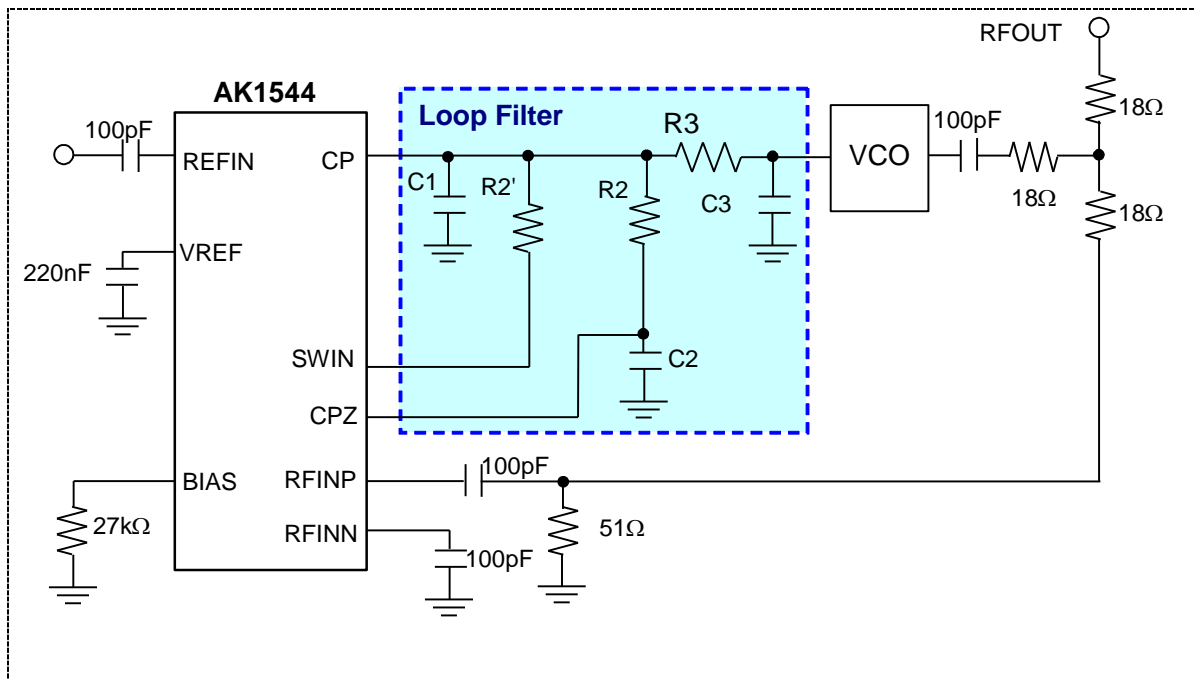 RFOUT
AK1544
Loop Filter
18Ω
100pF
100pF
R3
REFIN
CP
VCO
C1
R2'
R2
C3
18Ω
18Ω
VREF
220nF
SWIN
C2
CPZ
100pF
BIAS
RFINP
27kΩ
RFINN
51Ω
100pF